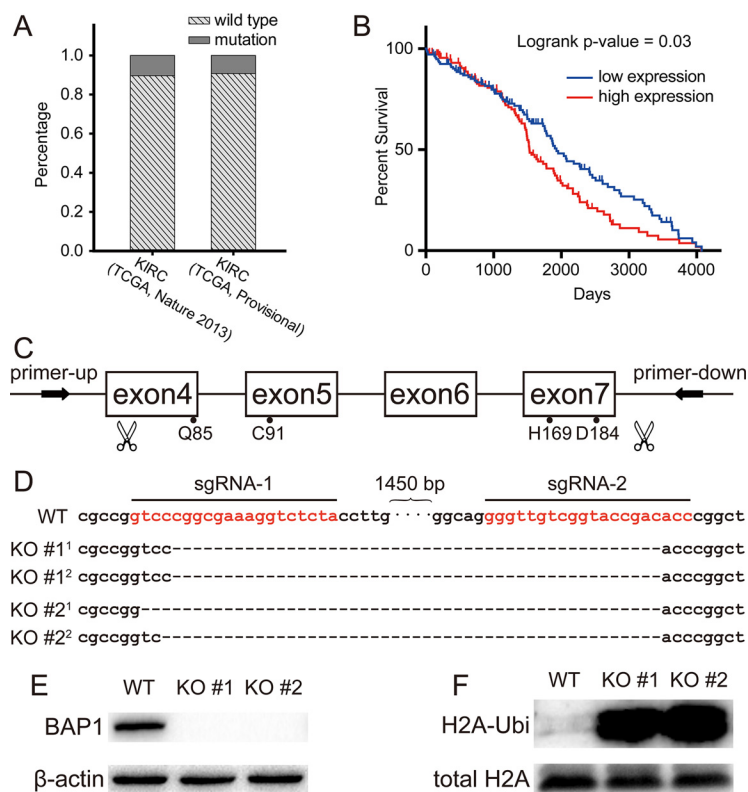 A
wild type
mutation
Percentage
1.0
0.8
0.6
0.4
0.2
0.0
KIRC
(TCGA, Nature 2013)
KIRC
(TCGA, Provisional)
B
Logrank p-value = 0.03
low expression
high expression
Percent Survival
100
50
0
0 1000 2000 3000 4000
Days
C
primer-up primer-down
exon4 exon5 exon6 exon7
Q85 C91 H169 D184
D
sgRNA-1 1450 bp sgRNA-2
WT cgccggtcccggcgaaaggtctctaccttg····ggcaggggttgtcggtaccgacacccggct
KO #1¹ cgccggtcc--------------------------------------------------acccggct
KO #1² cgccggtcc--------------------------------------------------acccggct
KO #2¹ cgccgg-----------------------------------------------------acccggct
KO #2² cgccggtc---------------------------------------------------acccggct
E
WT KO #1 KO #2
BAP1
β-actin
F
WT KO #1 KO #2
H2A-Ubi
total H2A